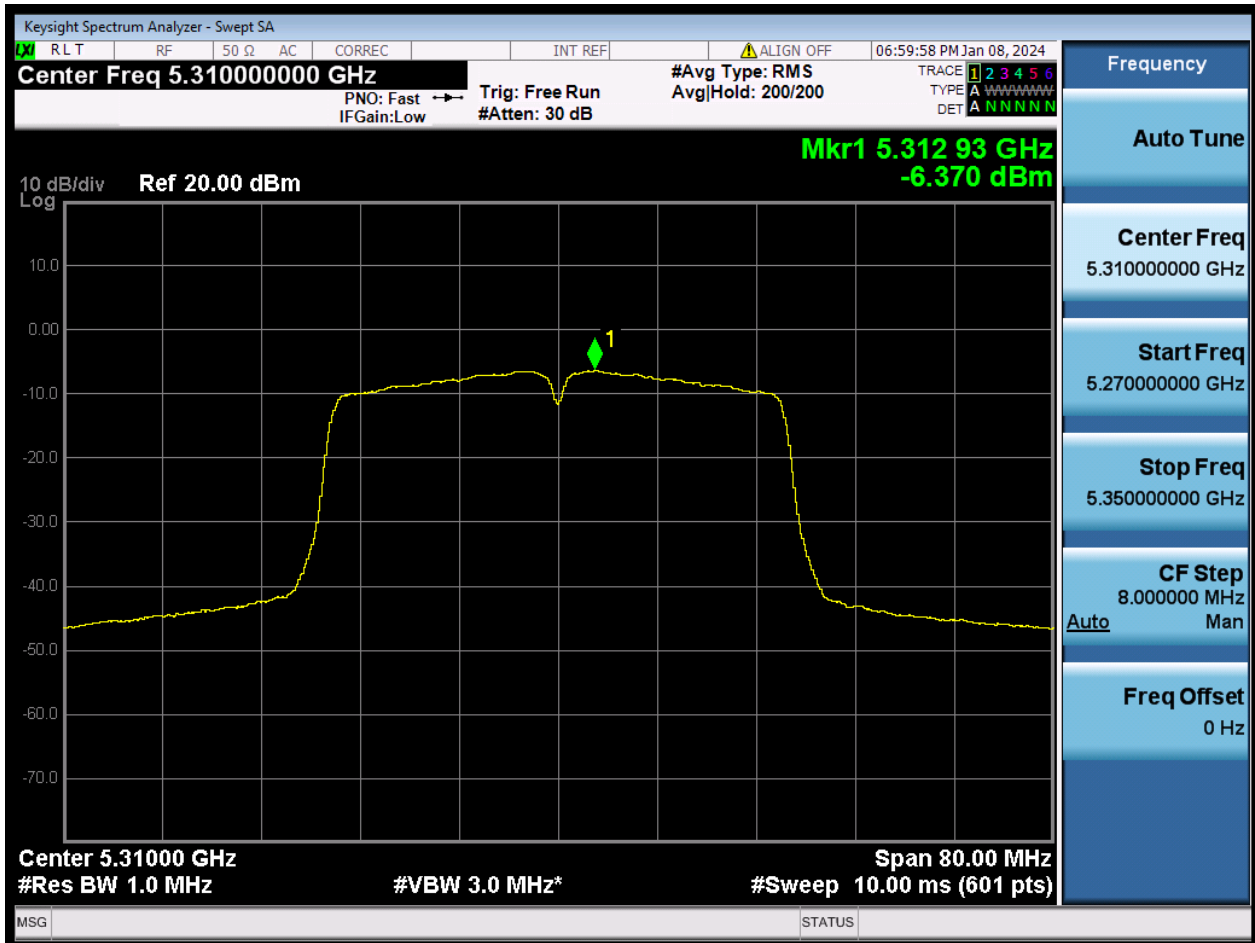 Keysight Spectrum Analyzer - Swept SA
LXI RLT RF 50 Ω AC CORREC INT REF ALIGN OFF 06:59:58 PM Jan 08, 2024
Center Freq 5.310000000 GHz
PNO: Fast
IFGain:Low
Trig: Free Run
#Atten: 30 dB
#Avg Type: RMS
Avg|Hold: 200/200
TRACE 1 2 3 4 5 6
TYPE A WWWWW
DET A N N N N N
Mkr1 5.312 93 GHz
-6.370 dBm
10 dB/div
Log
Ref 20.00 dBm
10.0
0.00
-10.0
-20.0
-30.0
-40.0
-50.0
-60.0
-70.0
1
Center 5.31000 GHz
Span 80.00 MHz
#Res BW 1.0 MHz
#VBW 3.0 MHz*
#Sweep 10.00 ms (601 pts)
MSG
STATUS
Frequency
Auto Tune
Center Freq
5.310000000 GHz
Start Freq
5.270000000 GHz
Stop Freq
5.350000000 GHz
CF Step
8.000000 MHz
Auto Man
Freq Offset
0 Hz